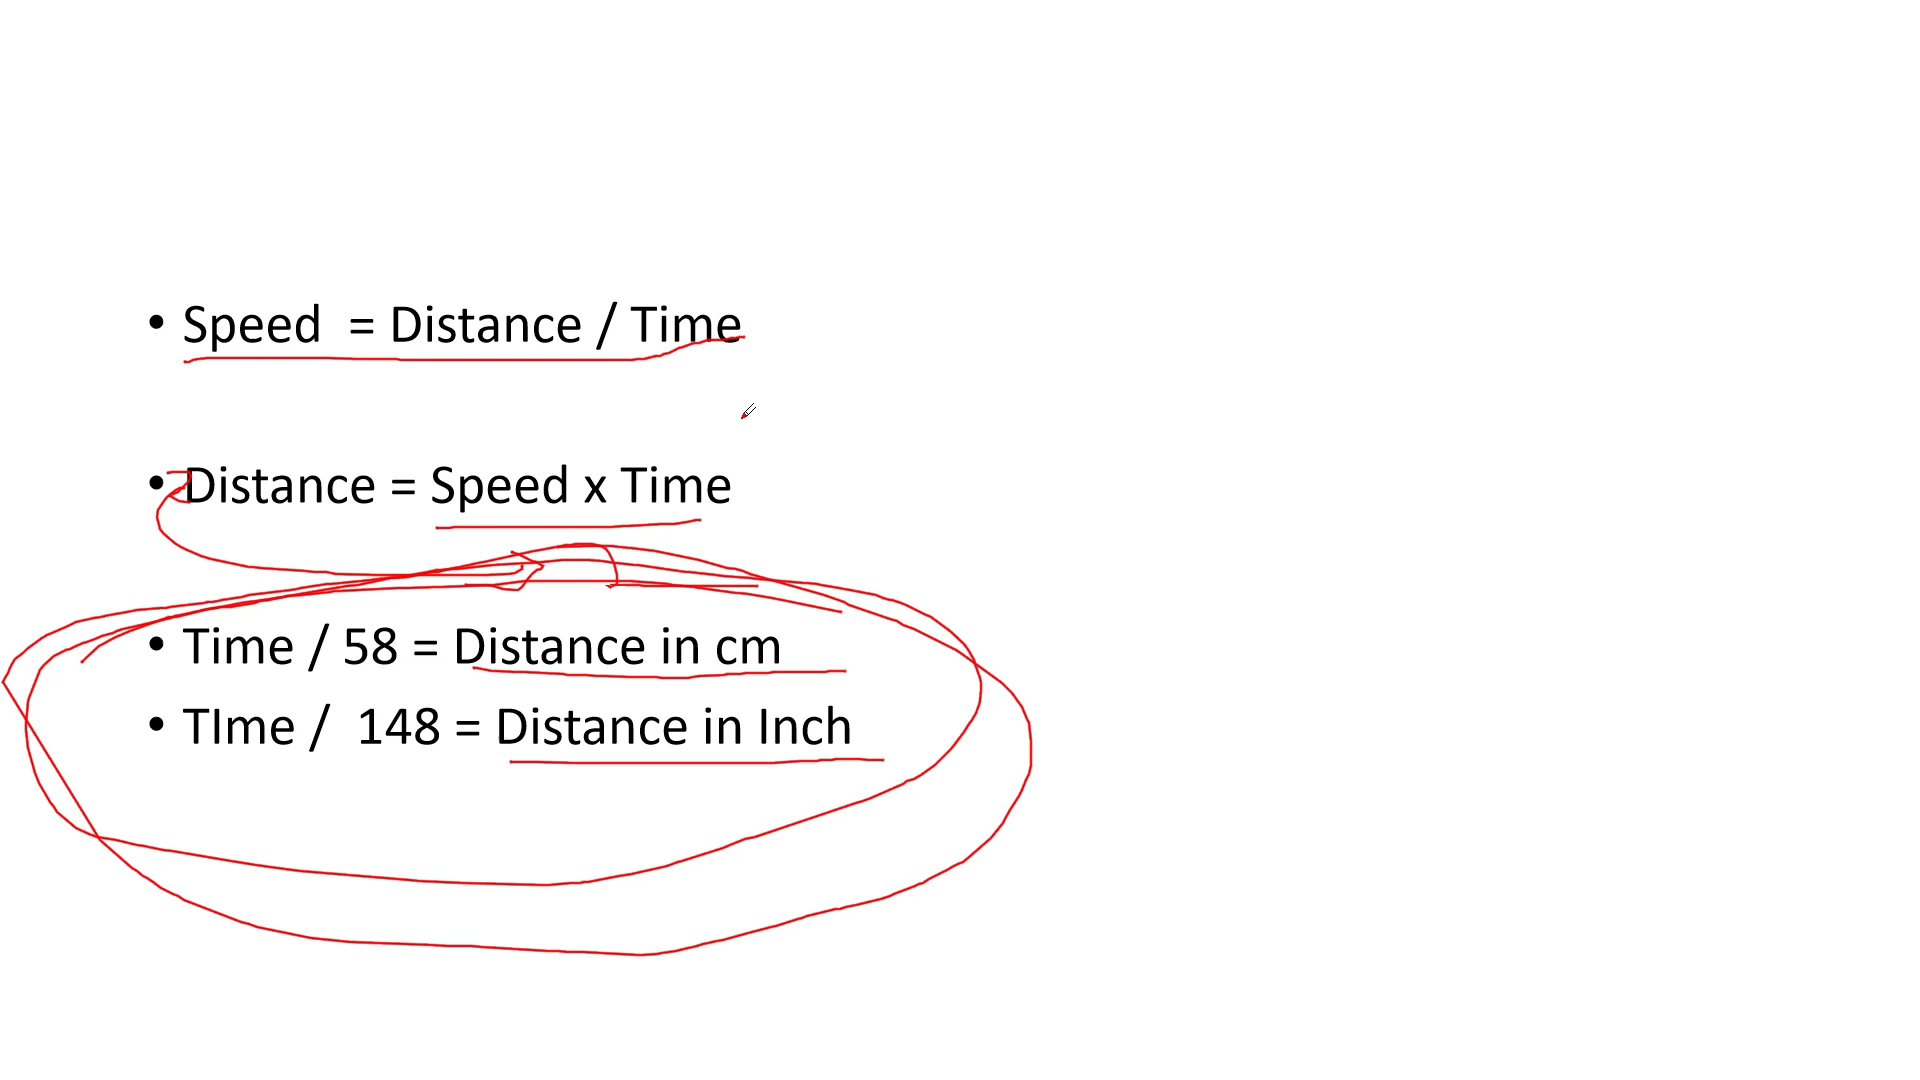 • Speed = Distance / Time
• Distance = Speed x Time
• Time / 58 = Distance in cm
• TIme / 148 = Distance in Inch